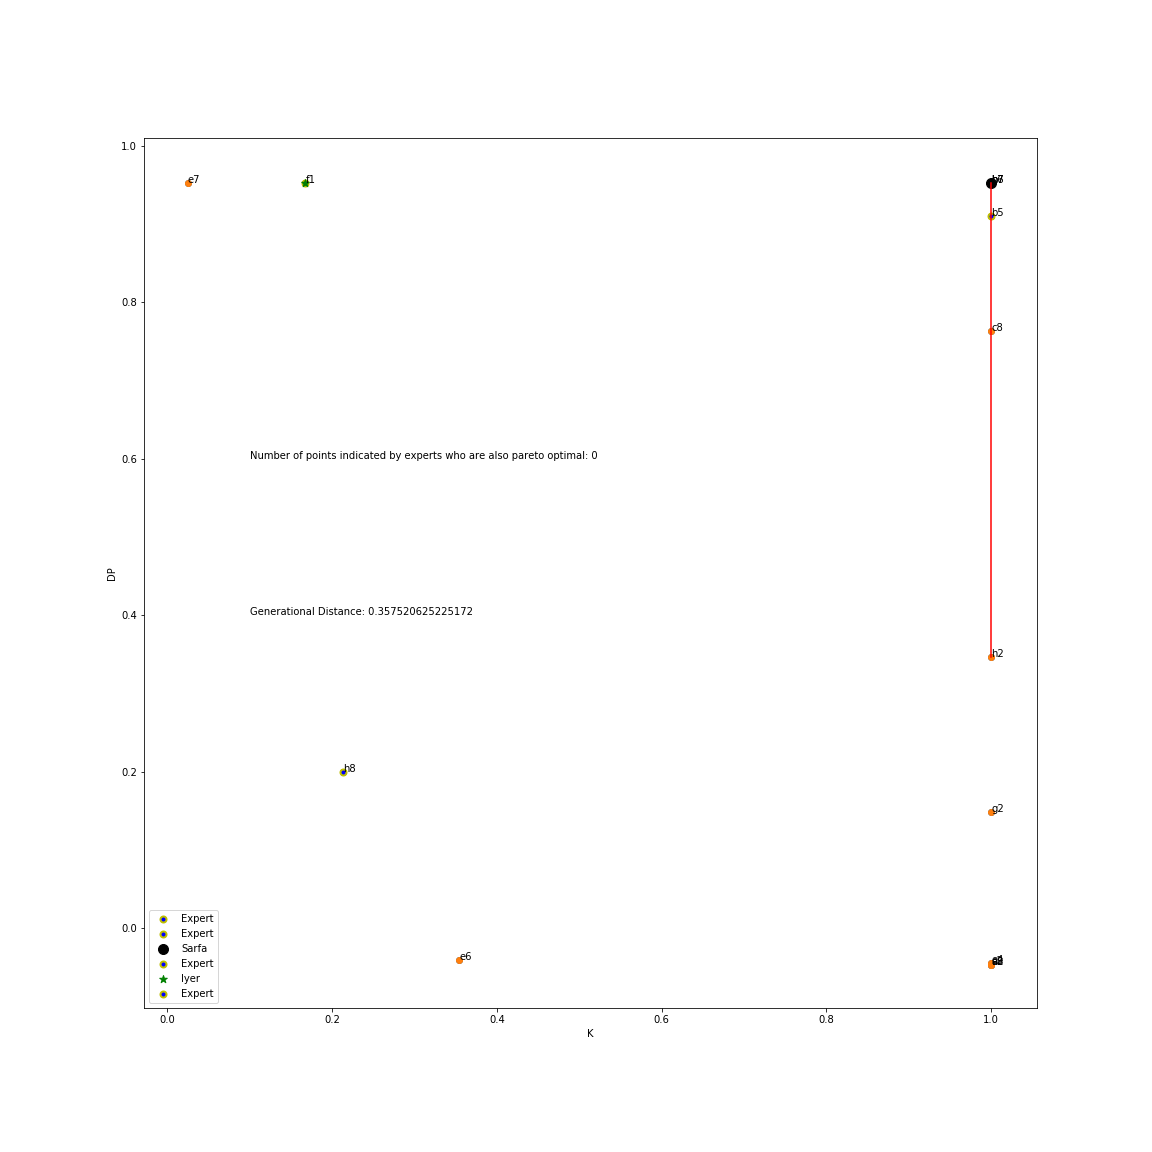 1.0
e7
f1
b5
0.8
c8
0.6
Number of points indicated by experts who are also pareto optimal: 0
DP
0.4
Generational Distance: 0.357520625225172
h2
0.2
h8
g2
0.0
e6
Expert
Expert
Sarfa
Expert
Iyer
Expert
0.0
0.2
0.4
0.6
0.8
1.0
K